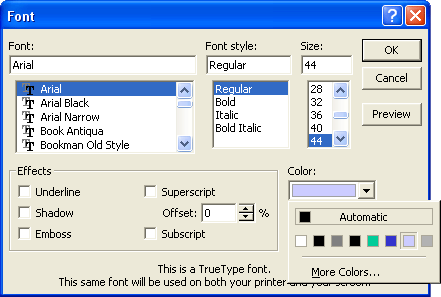 Font
Font: Font style: Size:
Arial Regular 44 OK
Arial Regular 28 Cancel
Arial Black Bold 32
Arial Narrow Italic 36 Preview
Book Antiqua Bold Italic 40
Bookman Old Style 44
Effects Color:
Underline Superscript
Shadow Offset: 0 % Automatic
Emboss Subscript
This is a TrueType font. More Colors...
This same font will be used on both your printer and your screen.